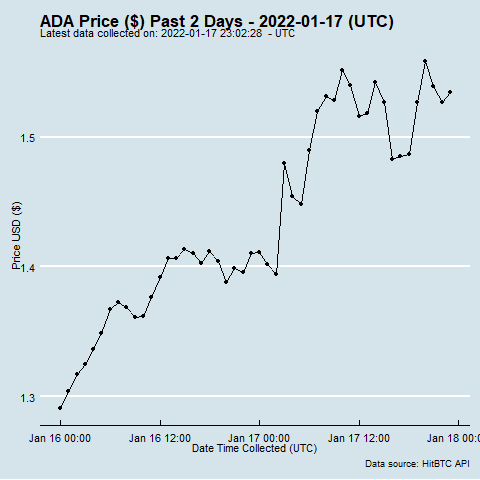 ADA Price ($) Past 2 Days - 2022-01-17 (UTC)
Latest data collected on: 2022-01-17 23:02:28  - UTC
Price USD ($)
1.5
1.4
1.3
Jan 16 00:00 Jan 16 12:00 Jan 17 00:00 Jan 17 12:00 Jan 18 00:
Date Time Collected (UTC)
Data source: HitBTC API